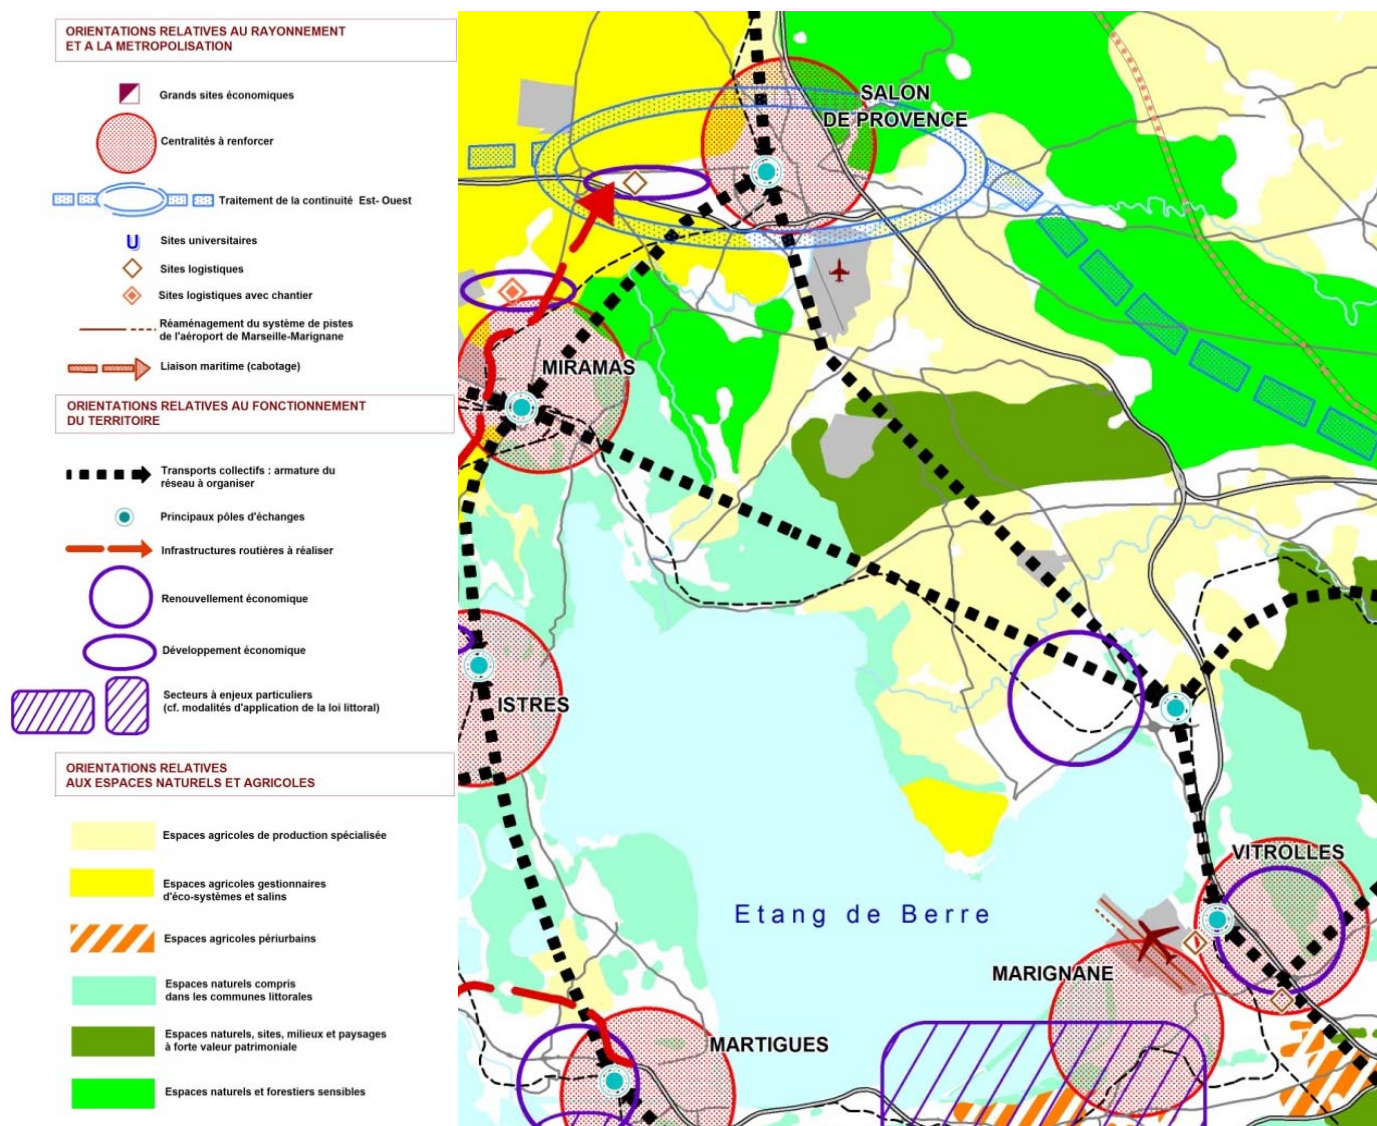 ORIENTATIONS RELATIVES AU RAYONNEMENT
ET A LA METROPOLISATION
Grands sites économiques
Centralités à renforcer
Traitement de la continuité Est- Ouest
U
Sites universitaires
Sites logistiques
Sites logistiques avec chantier
Réaménagement du système de pistes
de l'aéroport de Marseille-Marignane
Liaison maritime (cabotage)
ORIENTATIONS RELATIVES AU FONCTIONNEMENT
DU TERRITOIRE
Transports collectifs : armature du
réseau à organiser
Principaux pôles d'échanges
Infrastructures routières à réaliser
Renouvellement économique
Développement économique
Secteurs à enjeux particuliers
(cf. modalités d'application de la loi littoral)
ORIENTATIONS RELATIVES
AUX ESPACES NATURELS ET AGRICOLES
Espaces agricoles de production spécialisée
Espaces agricoles gestionnaires
d'éco-systèmes et salins
Espaces agricoles périurbains
Espaces naturels compris
dans les communes littorales
Espaces naturels, sites, milieux et paysages
à forte valeur patrimoniale
Espaces naturels et forestiers sensibles
SALON
DE PROVENCE
MIRAMAS
ISTRES
VITROLLES
Etang de Berre
MARIGNANE
MARTIGUES